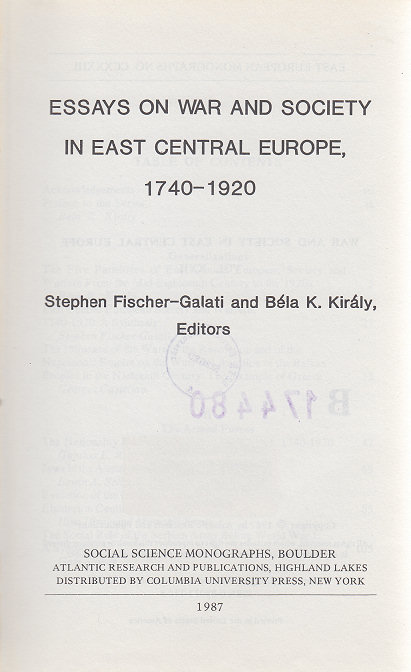 ESSAYS ON WAR AND SOCIETY
IN EAST CENTRAL EUROPE,
1740-1920
Stephen Fischer-Galati and Béla K. Király,
Editors
B 174480
SOCIAL SCIENCE MONOGRAPHS, BOULDER
ATLANTIC RESEARCH AND PUBLICATIONS, HIGHLAND LAKES
DISTRIBUTED BY COLUMBIA UNIVERSITY PRESS, NEW YORK
1987